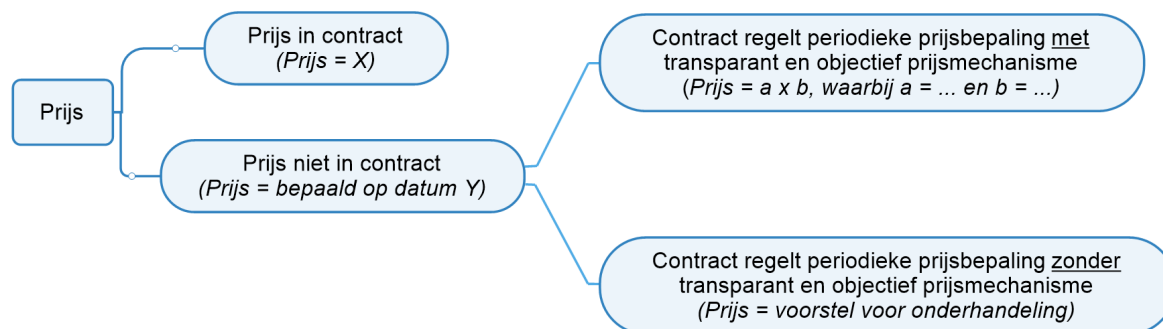 Prijs
Prijs in contract
(Prijs = X)
Prijs niet in contract
(Prijs = bepaald op datum Y)
Contract regelt periodieke prijsbepaling met
transparant en objectief prijsmechanisme
(Prijs = a x b, waarbij a = ... en b = ...)
Contract regelt periodieke prijsbepaling zonder
transparant en objectief prijsmechanisme
(Prijs = voorstel voor onderhandeling)